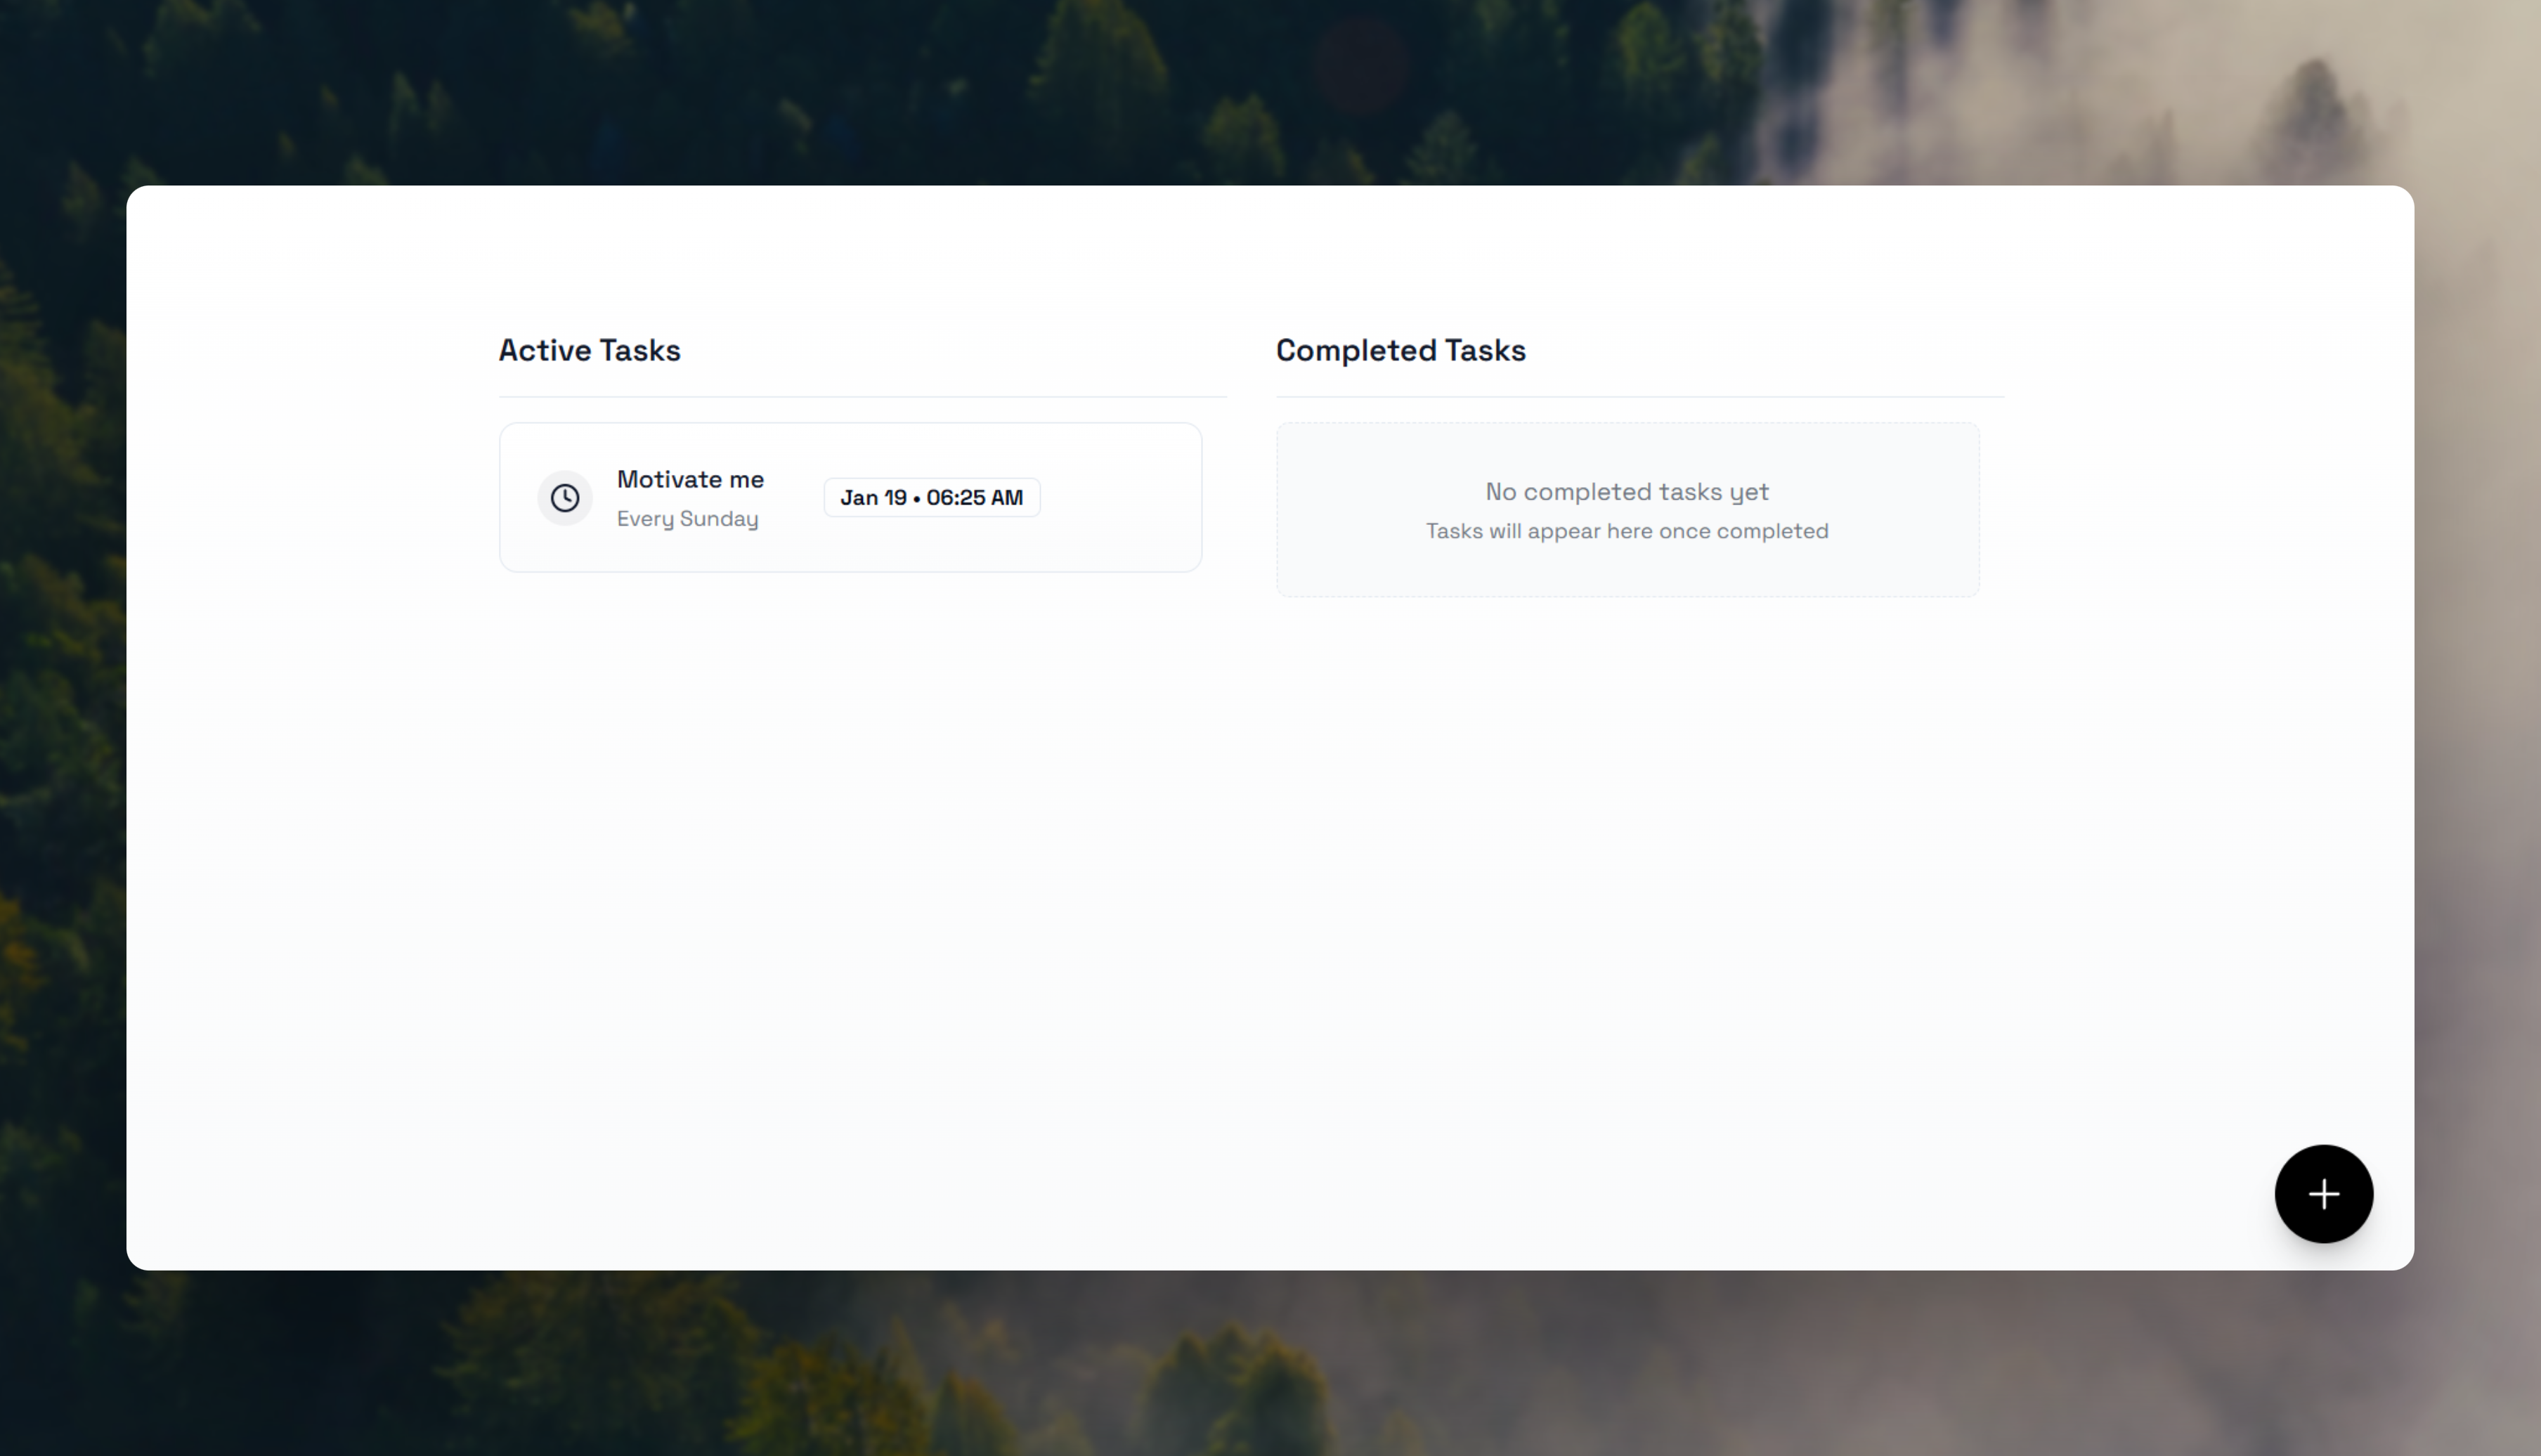 Active Tasks
Motivate me
Every Sunday
Jan 19 • 06:25 AM
Completed Tasks
No completed tasks yet
Tasks will appear here once completed